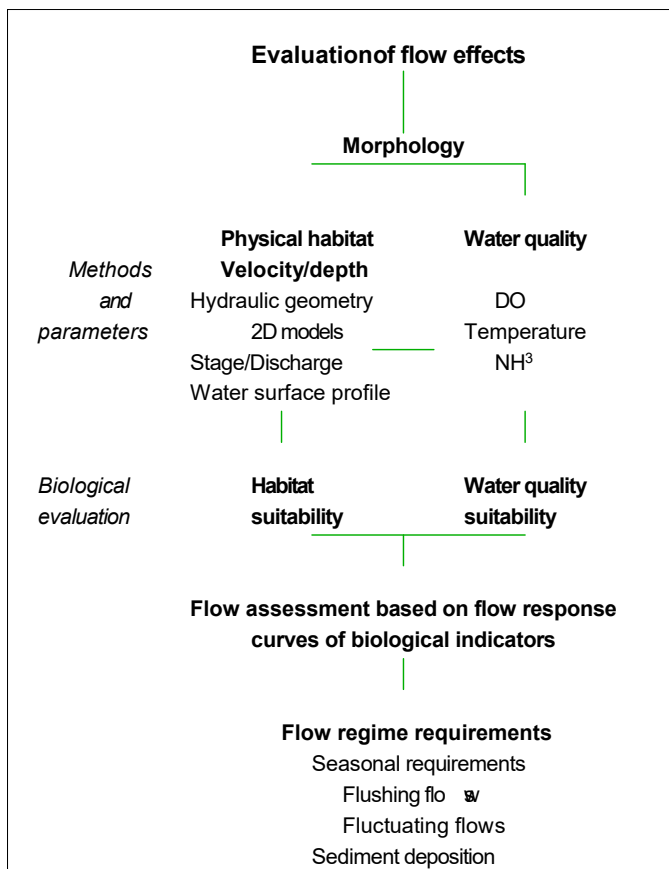 Evaluationof flow effects
Morphology
Physical habitat Water quality
Methods Velocity/depth
and Hydraulic geometry DO
parameters 2D models Temperature
Stage/Discharge NH³
Water surface profile
Biological Habitat Water quality
evaluation suitability suitability
Flow assessment based on flow response
curves of biological indicators
Flow regime requirements
Seasonal requirements
Flushing
Fluctuating flows
Sediment deposition